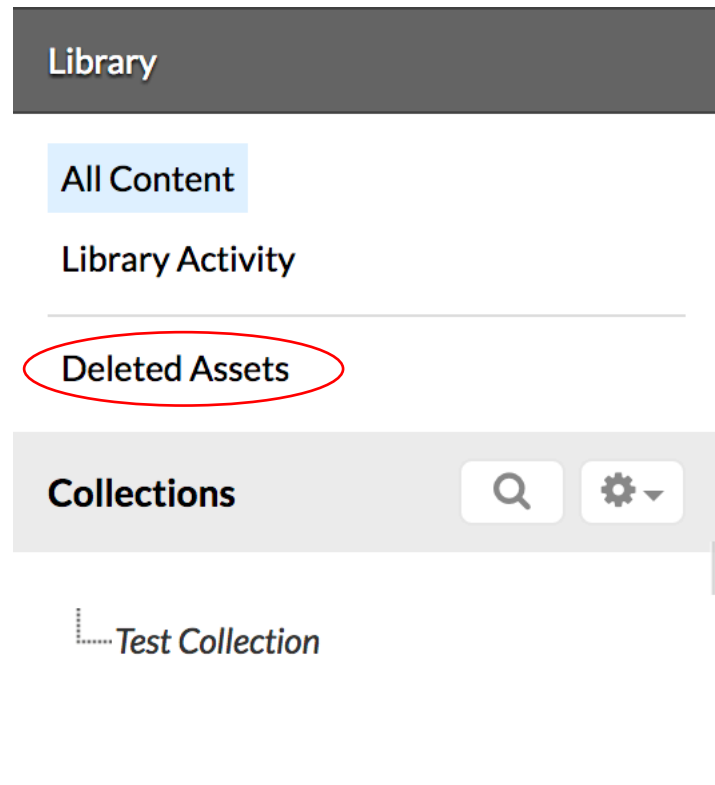 Library
All Content
Library Activity
Deleted Assets
Collections
Test Collection